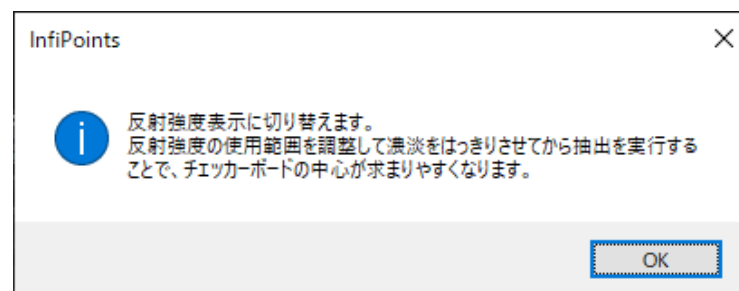 InfiPoints
反射強度表示に切り替えます。
反射強度の使用範囲を調整して濃淡をはっきりさせてから抽出を実行する
ことで、チェッカーボードの中心が求まりやすくなります。
OK